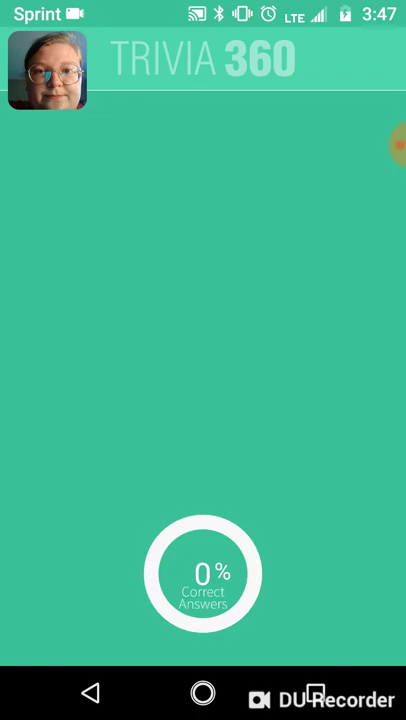 Sprint LTE 3:47
TRIVIA 360
0%
Correct
Answers
DU Recorder